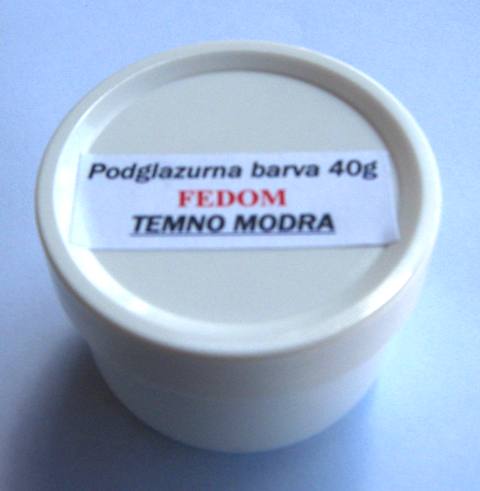 Podglazurna barva 40g
FEDOM
TEMNO MODRA